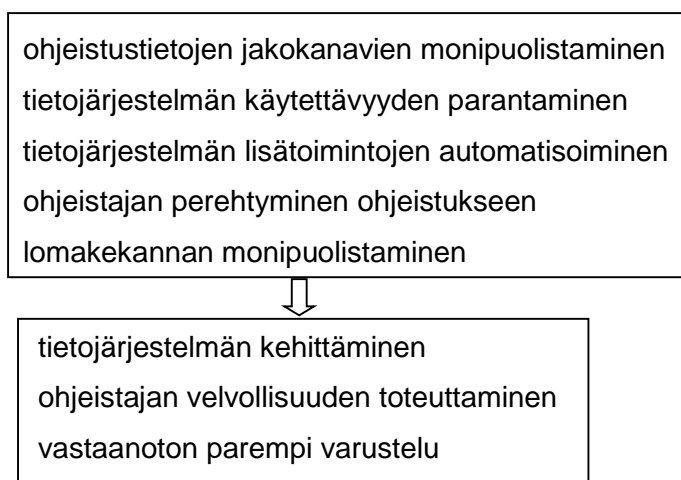 ohjeistustietojen jakokanavien monipuolistaminen
tietojärjestelmän käytettävyyden parantaminen
tietojärjestelmän lisätoimintojen automatisoiminen
ohjeistajan perehtyminen ohjeistukseen
lomakekannan monipuolistaminen
tietojärjestelmän kehittäminen
ohjeistajan velvollisuuden toteuttaminen
vastaanoton parempi varustelu